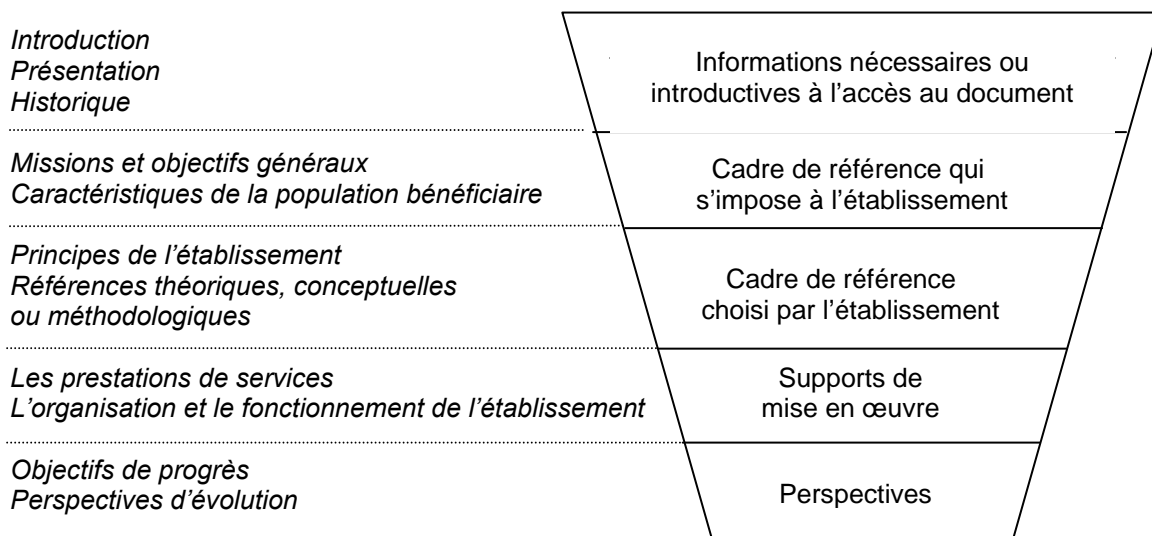 Introduction
Présentation
Historique
Informations nécessaires ou
introductives à l'accès au document
Missions et objectifs généraux
Caractéristiques de la population bénéficiaire
Cadre de référence qui
s'impose à l'établissement
Principes de l'établissement
Références théoriques, conceptuelles
ou méthodologiques
Cadre de référence
choisi par l'établissement
Les prestations de services
L'organisation et le fonctionnement de l'établissement
Supports de
mise en œuvre
Objectifs de progrès
Perspectives d'évolution
Perspectives